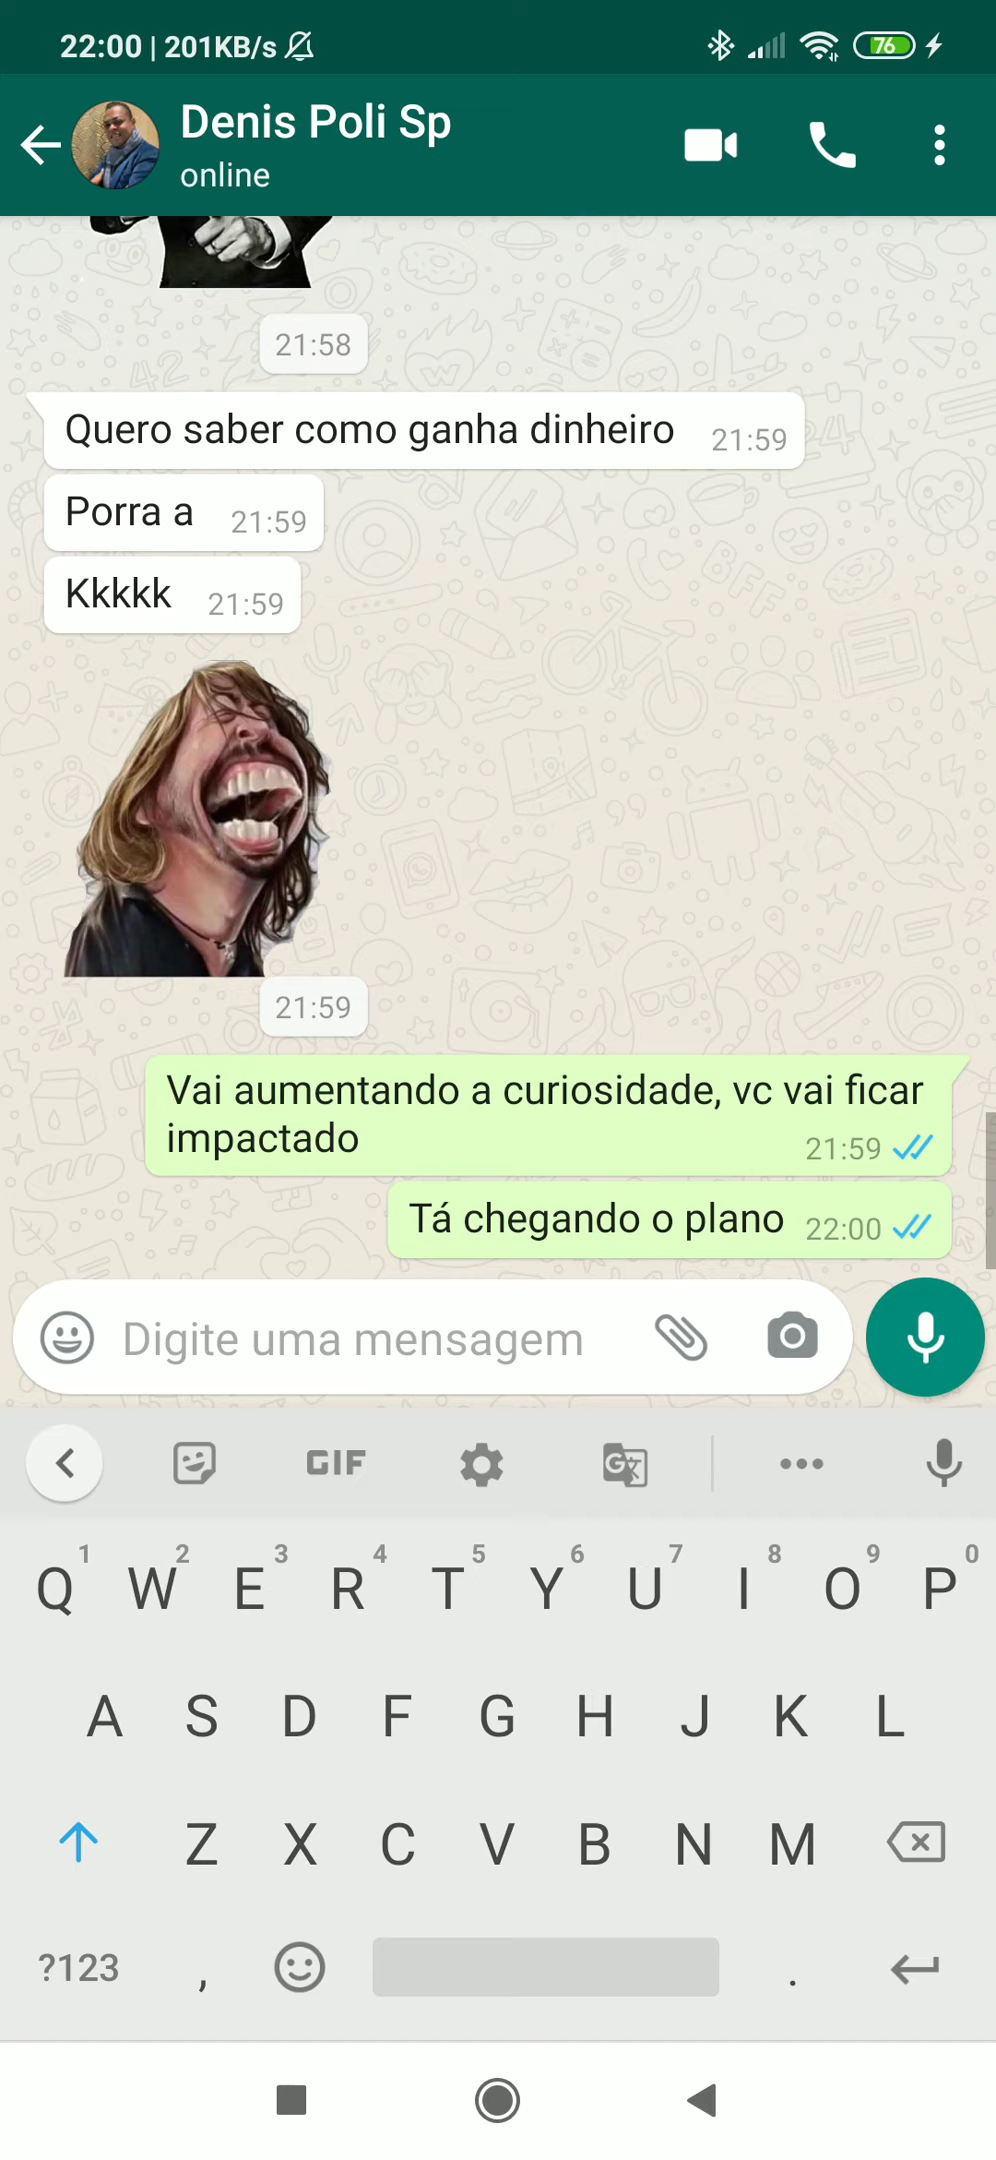 22:00 | 201KB/s
76
Denis Poli Sp
online
21:58
Quero saber como ganha dinheiro 21:59
Porra a 21:59
Kkkkk 21:59
21:59
Vai aumentando a curiosidade, vc vai ficar
impactado 21:59
Tá chegando o plano 22:00
Digite uma mensagem
GIF
1 2 3 4 5 6 7 8 9 0
Q W E R T Y U I O P
A S D F G H J K L
Z X C V B N M
?123 , .